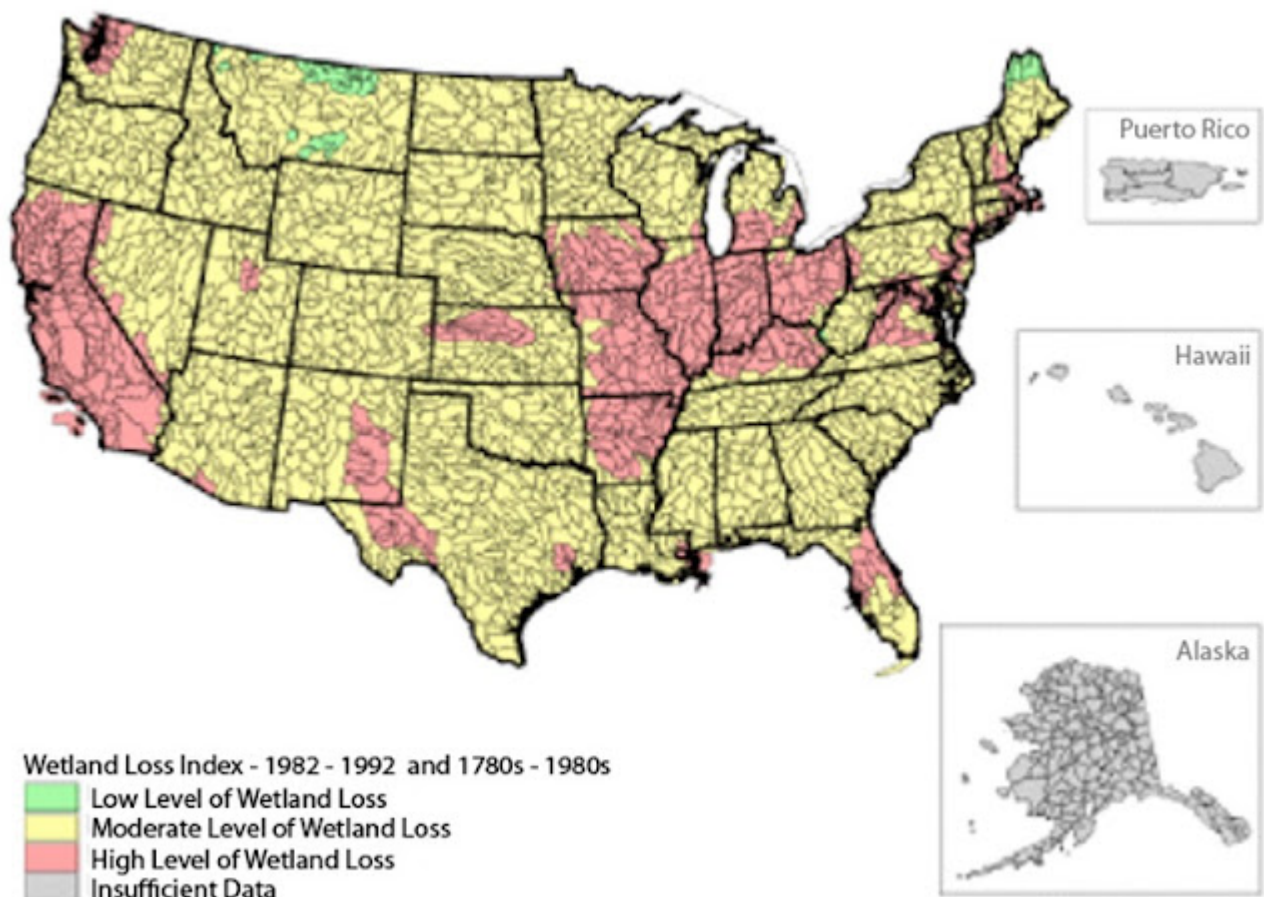 Puerto Rico
Hawaii
Alaska
Wetland Loss Index - 1982 - 1992 and 1780s - 1980s
Low Level of Wetland Loss
Moderate Level of Wetland Loss
High Level of Wetland Loss
Insufficient Data